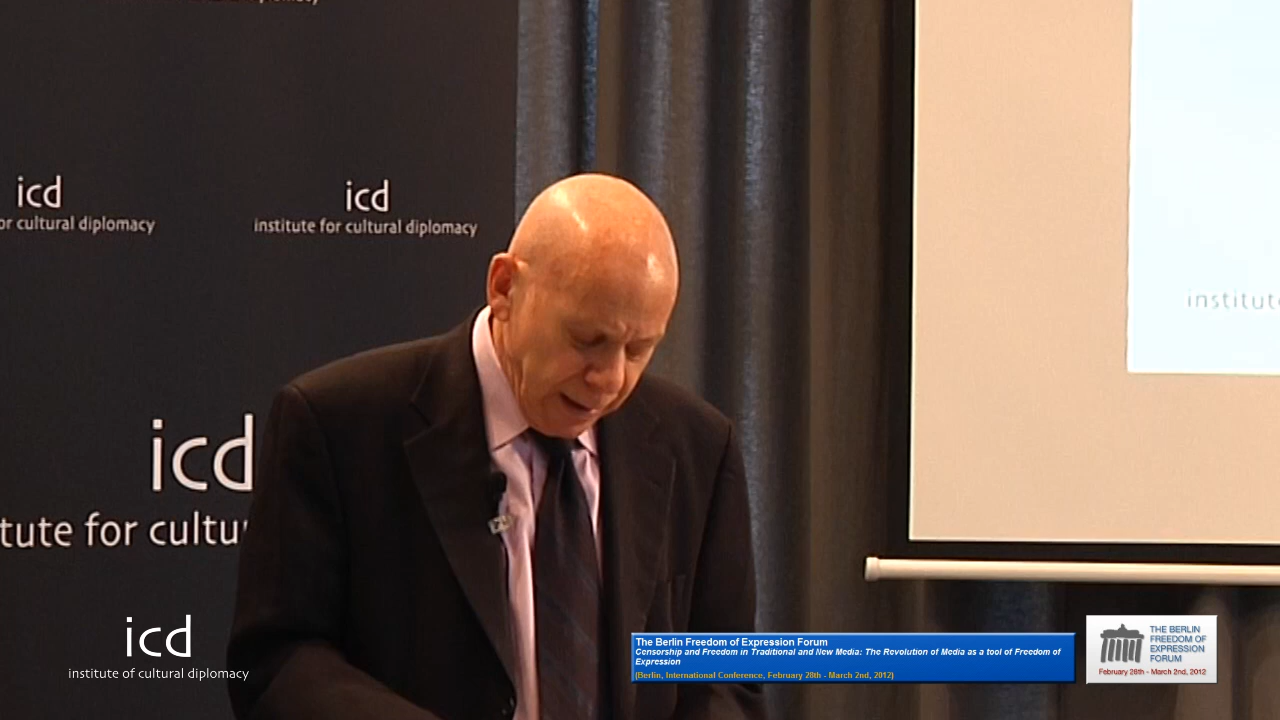 icd
or cultural diplomacy
icd
institute for cultural diplomacy
icd
tute for cultu
icd
institute of cultural diplomacy
institut
The Berlin Freedom of Expression Forum
Censorship and Freedom in Traditional and New Media: The Revolution of Media as a tool of Freedom of
Expression
(Berlin, International Conference, February 28th - March 2nd, 2012)
THE BERLIN
FREEDOM OF
EXPRESSION
FORUM
February 28th - March 2nd, 2012